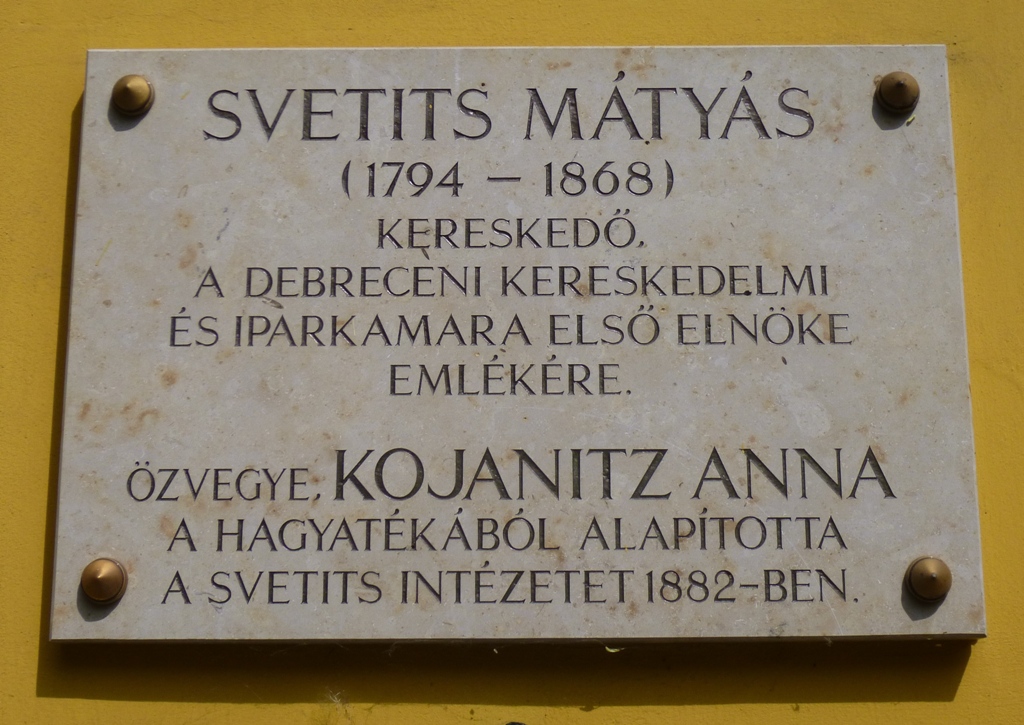 SVETITS MÁTYÁS
(1794 – 1868)
KERESKEDŐ,
A DEBRECENI KERESKEDELMI
ÉS IPARKAMARA ELSŐ ELNÖKE
EMLÉKÉRE.
ÖZVEGYE, KOJANITZ ANNA
A HAGYATÉKÁBÓL ALAPÍTOTTA
A SVETITS INTÉZETET 1882-BEN.